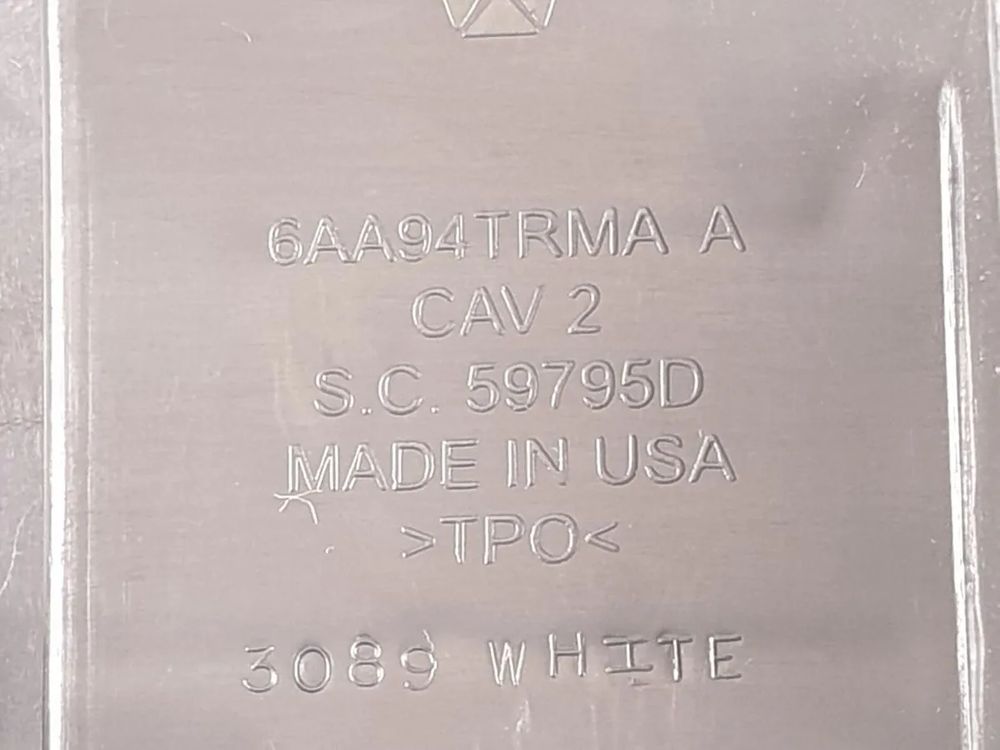 6AA94TRMA A
CAV 2
S.C. 59795D
MADE IN USA
>TPO<
3089 WHITE